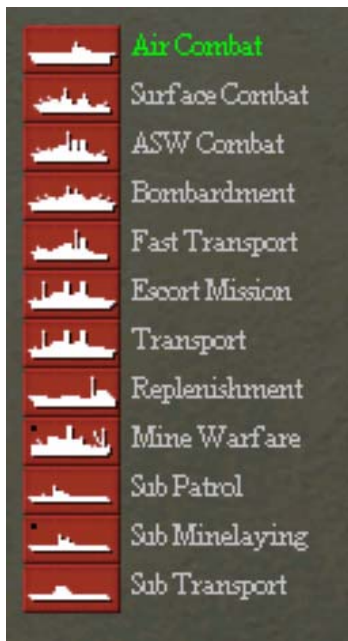 Air Combat
Surface Combat
ASW Combat
Bombardment
Fast Transport
Escort Mission
Transport
Replenishment
Mine Warfare
Sub Patrol
Sub Minelaying
Sub Transport